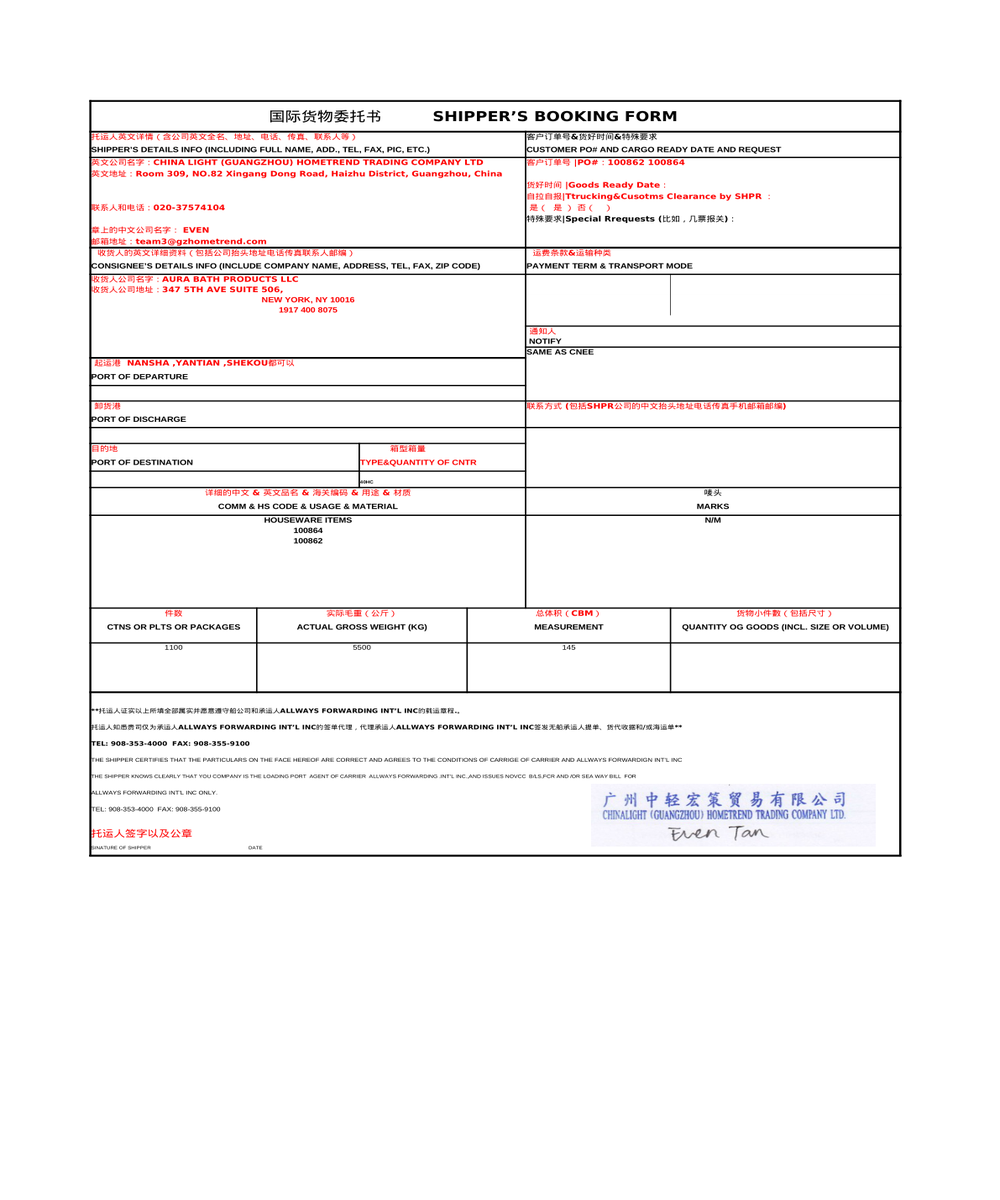 国际货物委托书 SHIPPER'S BOOKING FORM
托运人英文详情（含公司英文全名、地址、电话、传真、联系人等）
SHIPPER'S DETAILS INFO (INCLUDING FULL NAME, ADD., TEL, FAX, PIC, ETC.)
客户订单号&货好时间&特殊要求
CUSTOMER PO# AND CARGO READY DATE AND REQUEST
英文公司名字：CHINA LIGHT (GUANGZHOU) HOMETREND TRADING COMPANY LTD
英文地址：Room 309, NO.82 Xingang Dong Road, Haizhu District, Guangzhou, China
联系人和电话：020-37574104
章上的中文公司名字： EVEN
邮箱地址：team3@gzhometrend.com
客户订单号 |PO#：100862 100864
货好时间 |Goods Ready Date：
自拉自报|Ttrucking&Cusotms Clearance by SHPR ：
是（ 是 ）否（ ）
特殊要求|Special Rrequests (比如，几票报关)：
收货人的英文详细资料（包括公司抬头地址电话传真联系人邮编）
CONSIGNEE'S DETAILS INFO (INCLUDE COMPANY NAME, ADDRESS, TEL, FAX, ZIP CODE)
运费条款&运输种类
PAYMENT TERM & TRANSPORT MODE
收货人公司名字：AURA BATH PRODUCTS LLC
收货人公司地址：347 5TH AVE SUITE 506,
NEW YORK, NY 10016
1917 400 8075
通知人
NOTIFY
SAME AS CNEE
起运港 NANSHA ,YANTIAN ,SHEKOU都可以
PORT OF DEPARTURE
卸货港
PORT OF DISCHARGE
联系方式 (包括SHPR公司的中文抬头地址电话传真手机邮箱邮编)
目的地
PORT OF DESTINATION
箱型箱量
TYPE&QUANTITY OF CNTR
40HC
详细的中文 & 英文品名 & 海关编码 & 用途 & 材质
COMM & HS CODE & USAGE & MATERIAL
唛头
MARKS
HOUSEWARE ITEMS
100864
100862
N/M
件数
CTNS OR PLTS OR PACKAGES
实际毛重（公斤）
ACTUAL GROSS WEIGHT (KG)
总体积（CBM）
MEASUREMENT
货物小件數（包括尺寸）
QUANTITY OG GOODS (INCL. SIZE OR VOLUME)
1100
5500
145
**托运人证实以上所填全部属实并愿意遵守船公司和承运人ALLWAYS FORWARDING INT'L INC的载运章程.。
托运人知悉贵司仅为承运人ALLWAYS FORWARDING INT'L INC的签单代理，代理承运人ALLWAYS FORWARDING INT'L INC签发无船承运人提单、货代收据和/或海运单**
TEL: 908-353-4000 FAX: 908-355-9100
THE SHIPPER CERTIFIES THAT THE PARTICULARS ON THE FACE HEREOF ARE CORRECT AND AGREES TO THE CONDITIONS OF CARRIGE OF CARRIER AND ALLWAYS FORWARDIGN INT'L INC
THE SHIPPER KNOWS CLEARLY THAT YOU COMPANY IS THE LOADING PORT AGENT OF CARRIER ALLWAYS FORWARDING .INT'L INC.,AND ISSUES NOVCC B/LS,FCR AND /OR SEA WAY BILL FOR
ALLWAYS FORWARDING INT'L INC ONLY.
TEL: 908-353-4000 FAX: 908-355-9100
广州中轻宏策贸易有限公司
CHINALIGHT (GUANGZHOU) HOMETREND TRADING COMPANY LTD.
Even Tan
托运人签字以及公章
SINATURE OF SHIPPER DATE